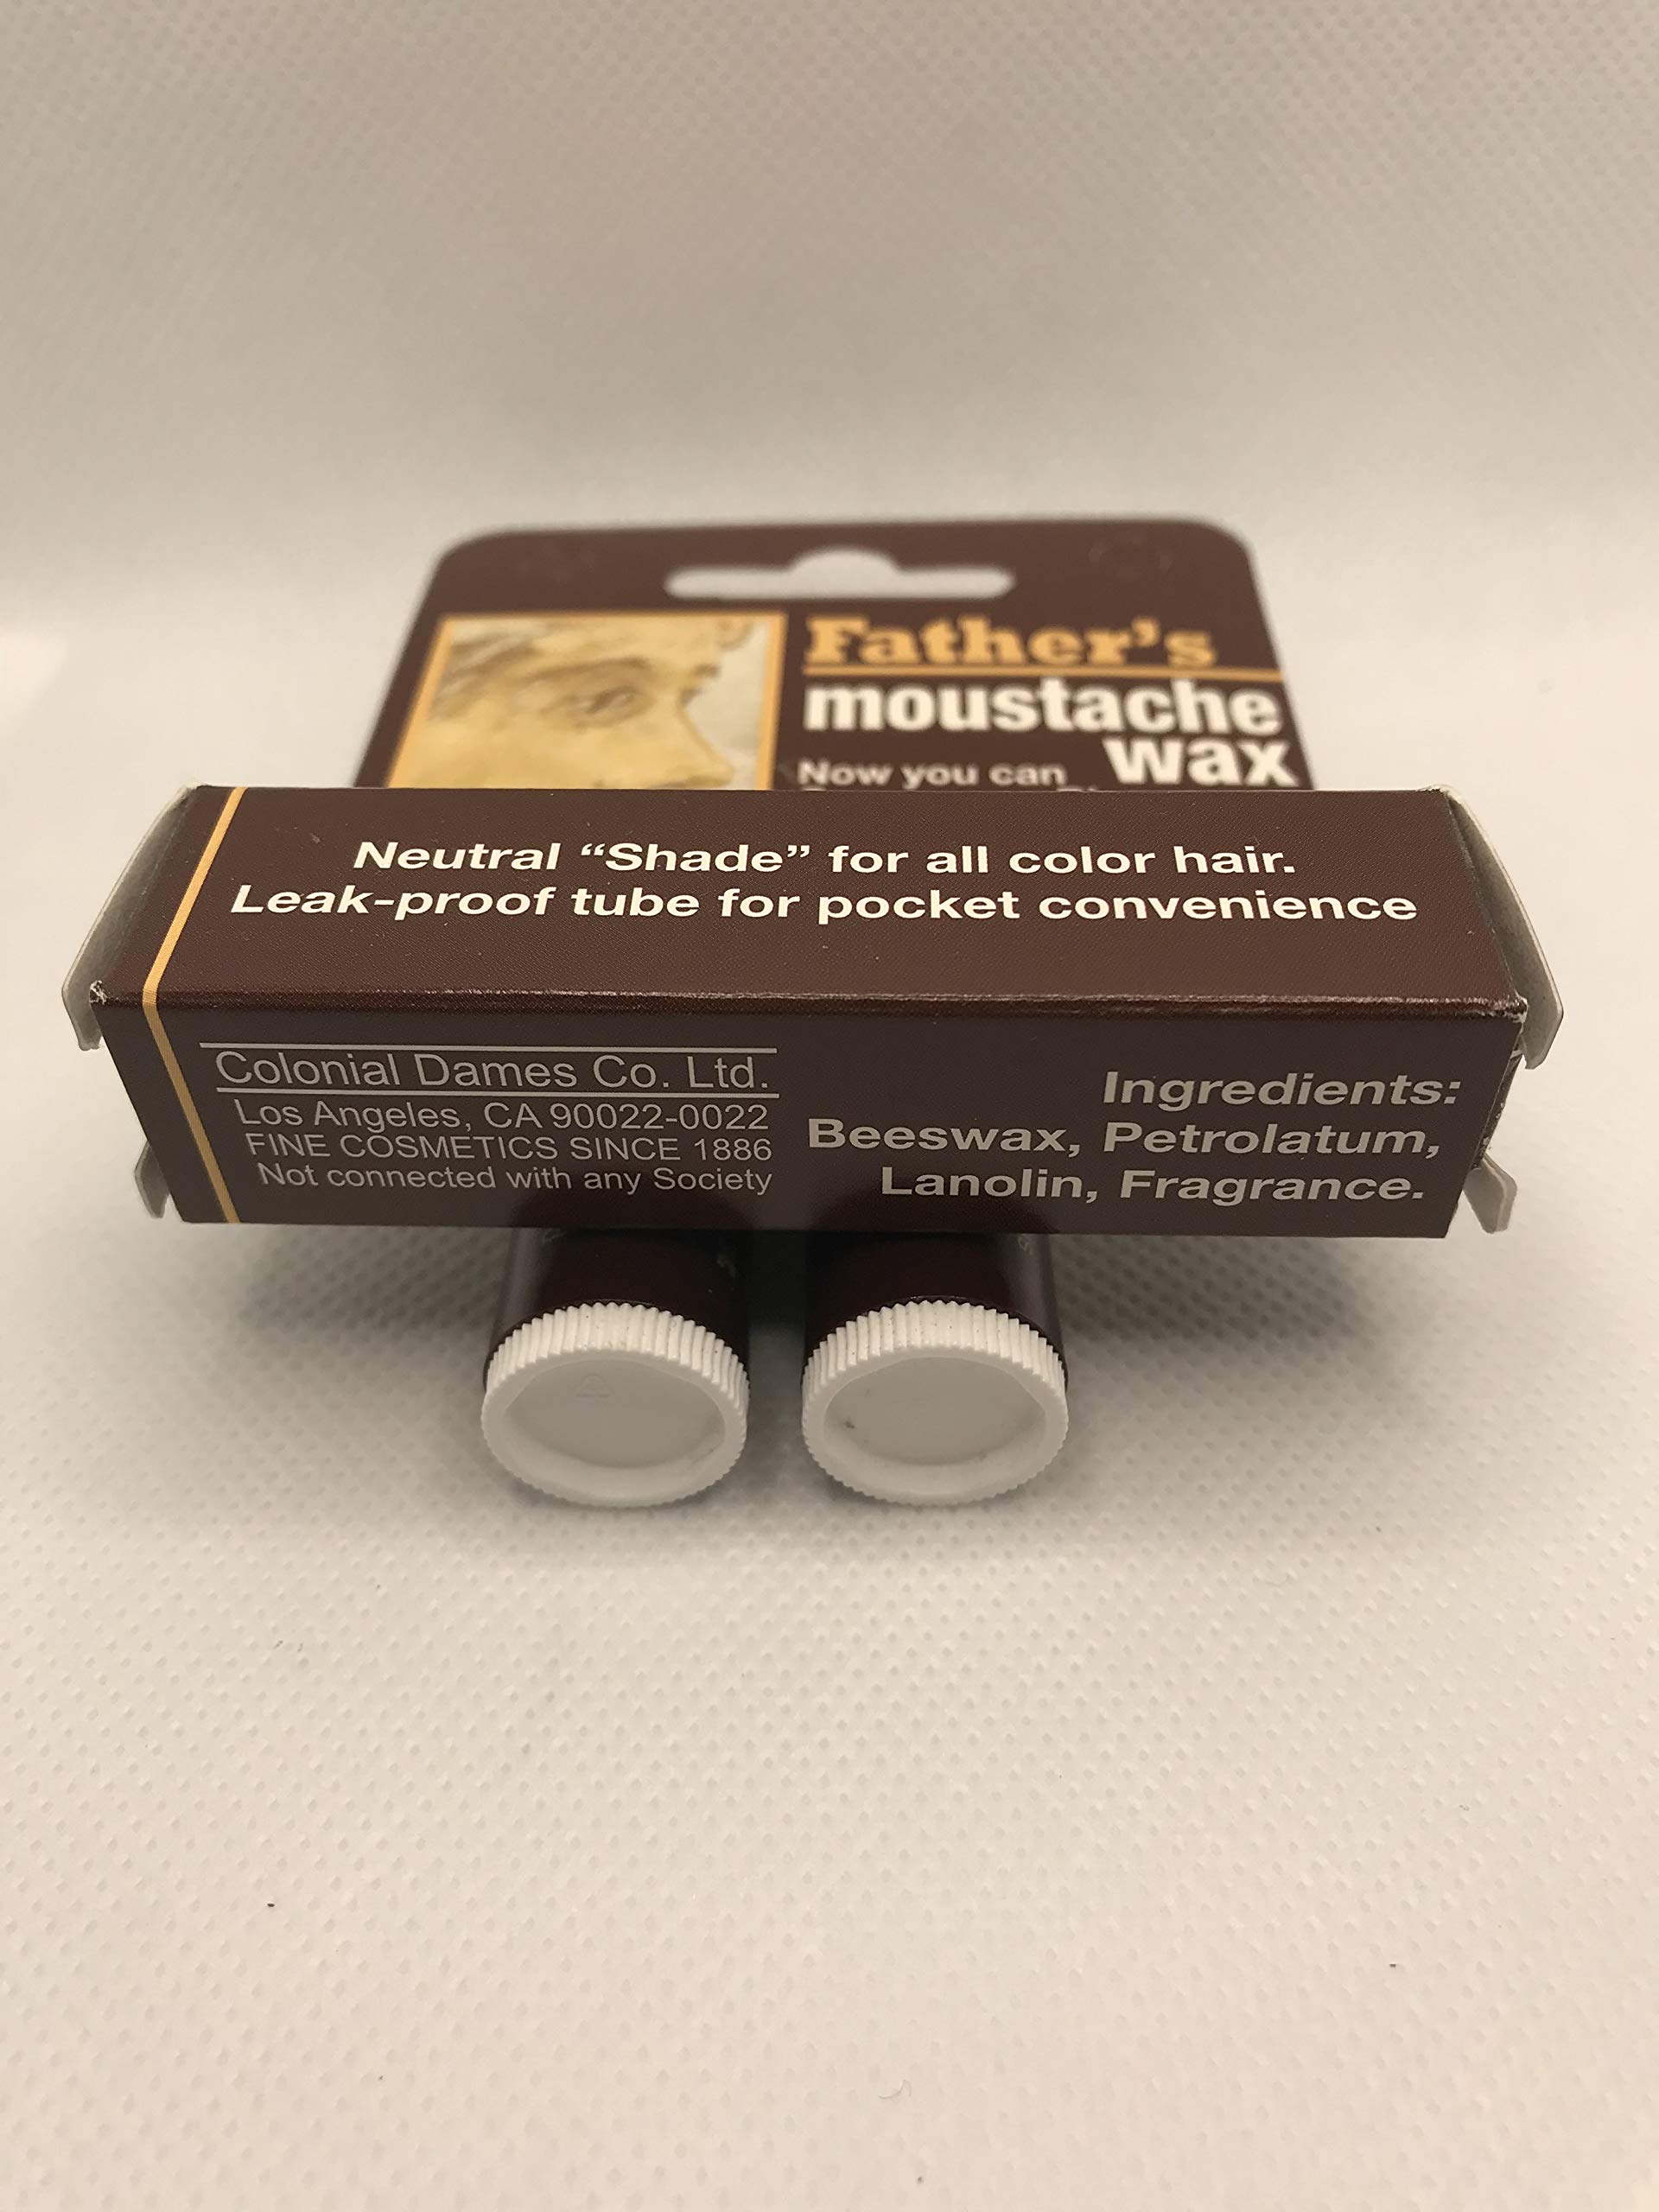 Father's
moustache
wax
Now you can
Neutral “Shade” for all color hair.
Leak-proof tube for pocket convenience
Colonial Dames Co. Ltd.
Los Angeles, CA 90022-0022
FINE COSMETICS SINCE 1886
Not connected with any Society
Ingredients:
Beeswax, Petrolatum,
Lanolin, Fragrance.